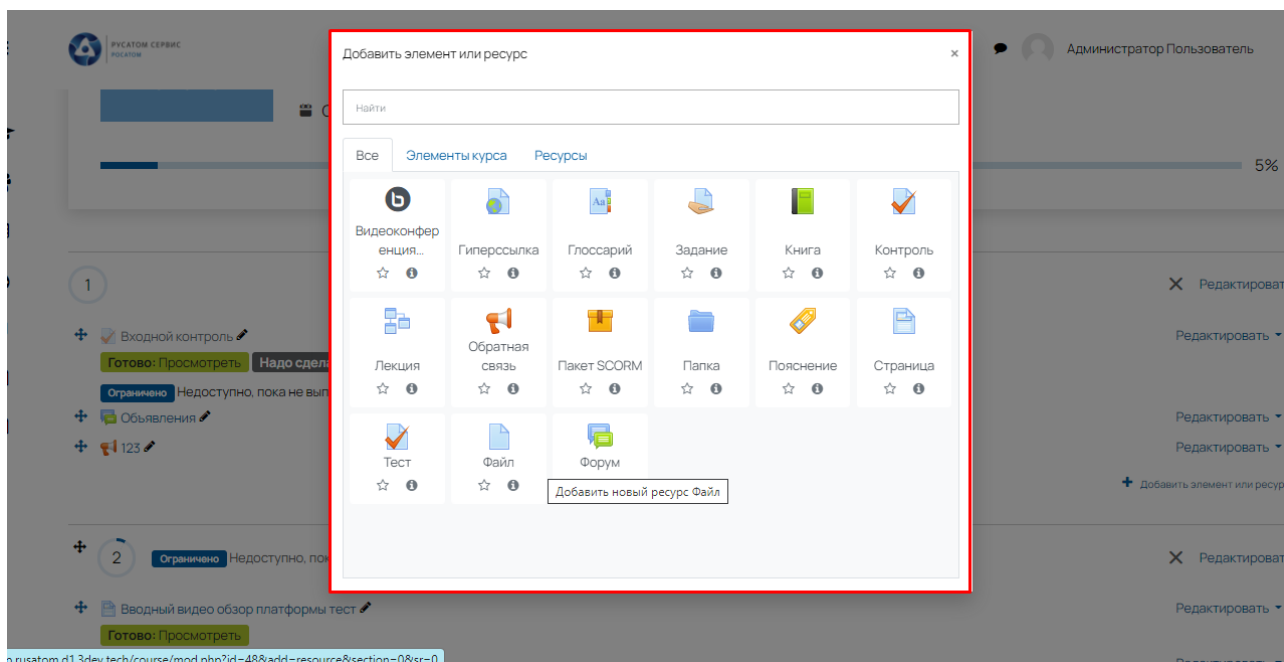 РУСАТОМ СЕРВИС
РОСАТОМ
Добавить элемент или ресурс
×
Администратор Пользователь
Найти
Все Элементы курса Ресурсы
5%
Видеоконфер
енция...
Гиперссылка
Глоссарий
Задание
Книга
Контроль
Лекция
Обратная
связь
Пакет SCORM
Папка
Пояснение
Страница
Тест
Файл
Форум
Добавить новый ресурс Файл
1
Редактироват
Входной контроль
Редактировать
Готово: Просмотреть Надо сдела
Ограничено Недоступно, пока не вып
Объявления
Редактировать
123
Редактировать
Добавить элемент или ресур
2
Ограничено Недоступно, пок
Редактироват
Вводный видео обзор платформы тест
Редактировать
Готово: Просмотреть
rusatom.d1.3dev.tech/course/mod.php?id=48&add=resource&section=0&sr=0